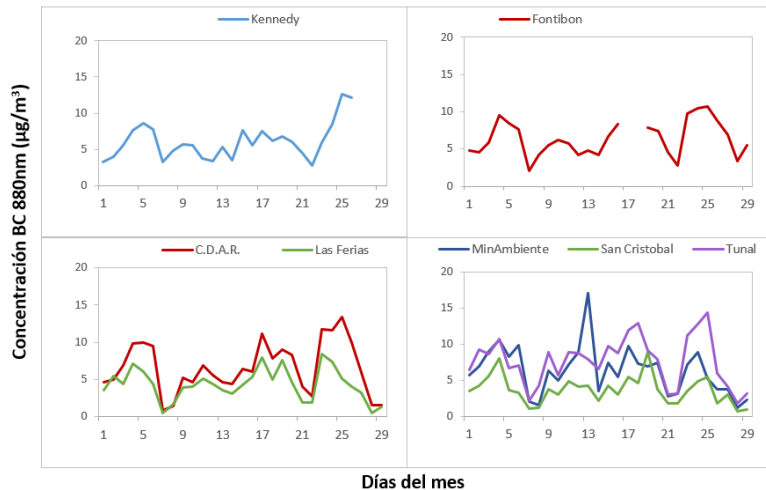 Concentración BC 880nm (µg/m³)
Kennedy
20
15
10
5
0
1 5 9 13 17 21 25 29
Fontibon
20
15
10
5
0
1 5 9 13 17 21 25 29
C.D.A.R. Las Ferias
20
15
10
5
0
1 5 9 13 17 21 25 29
MinAmbiente San Cristobal Tunal
20
15
10
5
0
1 5 9 13 17 21 25 29
Días del mes